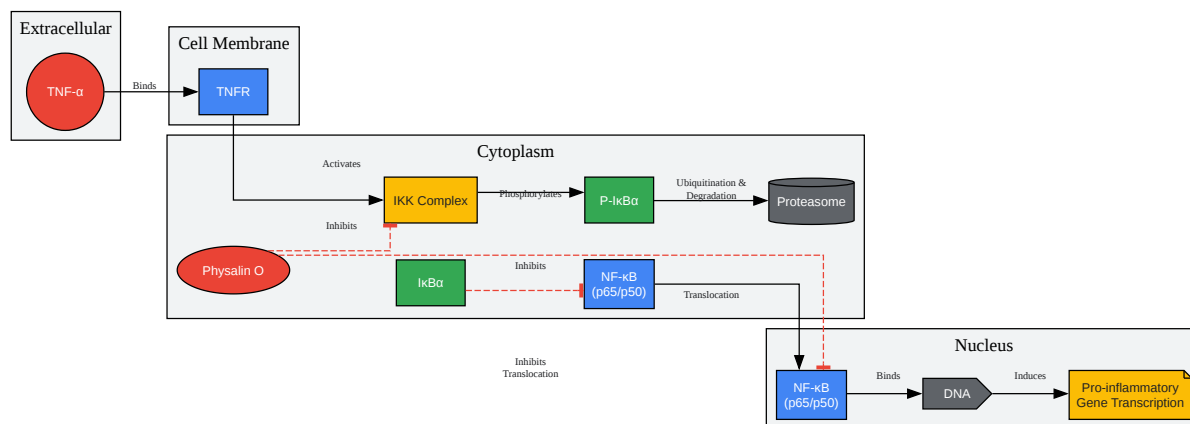 Extracellular
TNF-α
Binds
Cell Membrane
TNFR
Cytoplasm
Activates
IKK Complex
Phosphorylates
P-IκBα
Ubiquitination &
Degradation
Proteasome
Inhibits
Physalin O
IκBα
Inhibits
NF-κB
(p65/p50)
Translocation
Inhibits
Translocation
Nucleus
NF-κB
(p65/p50)
Binds
DNA
Induces
Pro-inflammatory
Gene Transcription